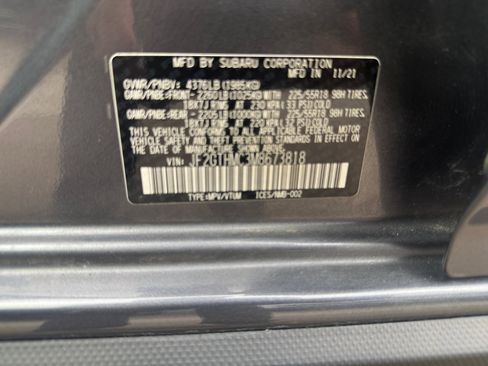 MFD BY SUBARU CORPORATION
MFD IN 11/21
GVWR/PNBV: 4376LB(1985KG)
GAWR/PNBE:FRONT- 2260LB(1025KG)WITH 225/55R18 98H TIRES,
18X7J RIMS AT 230 KPA(33 PSI)COLD
GAWR/PNBE:REAR- 2205LB(1000KG)WITH 225/55R18 98H TIRES,
18X7J RIMS AT 220 KPA(32 PSI)COLD
THIS VEHICLE CONFORMS TO ALL APPLICABLE FEDERAL MOTOR
VEHICLE SAFETY AND THEFT PREVENTION STANDARDS IN EFFECT ON
THE DATE OF MANUFACTURE SHOWN ABOVE.
VIN: JF2GTHMC3M8673818
TYPE:MPV/VTUM ICES/NMB-002